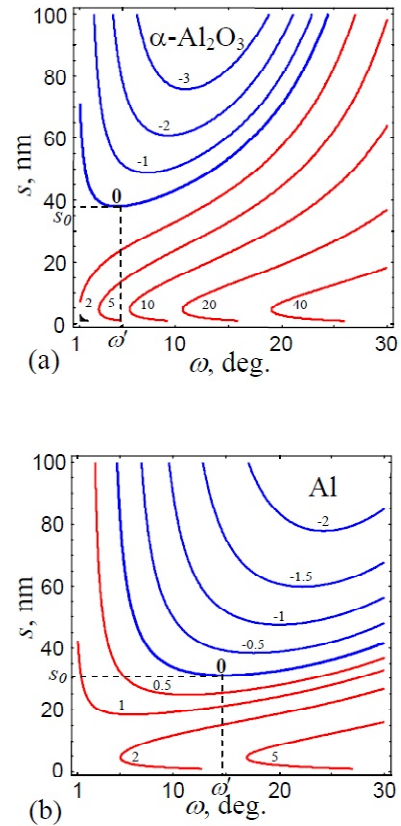 100
α-Al₂O₃
80
-3
60
-2
-1
s, nm
40
0
s₀
20
2 5 10 20 40
0
1 ω' 10 20 30
(a)
ω, deg.
100
Al
80
-2
60
-1.5
s, nm
-1
40
-0.5
0
s₀
0.5
20
1
2 5
0
1 10 ω' 20 30
(b)
ω, deg.